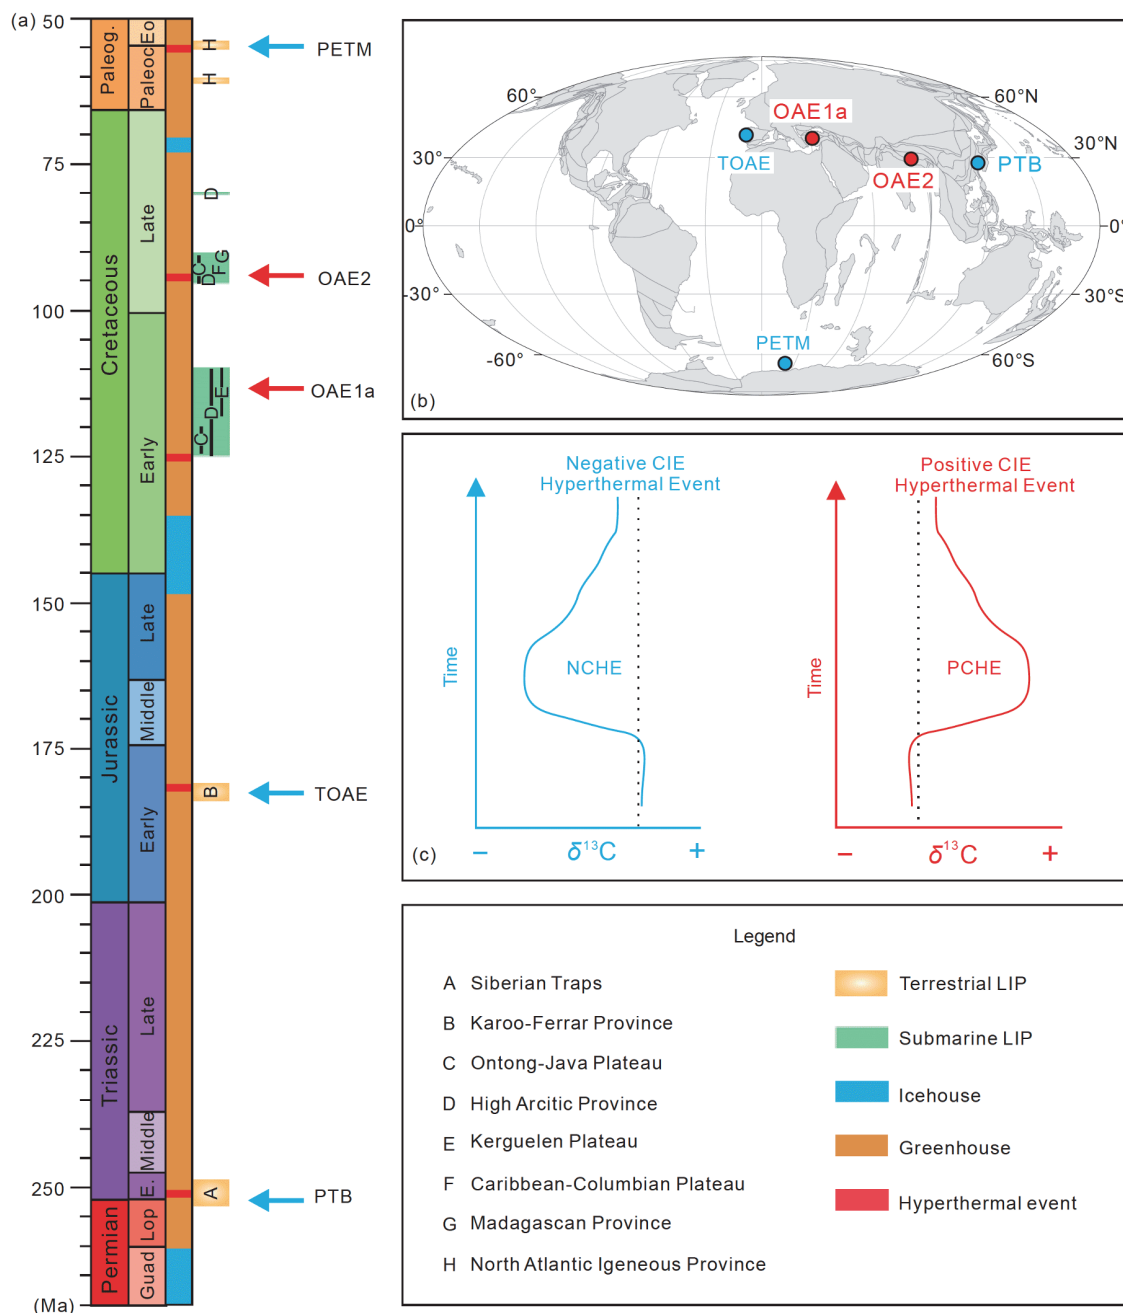 (a)
50
75
100
125
150
175
200
225
250
(Ma)
Paleog.
Cretaceous
Jurassic
Triassic
Permian
Eo
Paleoc
Late
Early
Late
Middle
Early
Late
Middle
E.
Lop
Guad
H
H
D
C
D
F
G
C
D
E
B
A
PETM
OAE2
OAE1a
TOAE
PTB
60°
60°N
30°
30°N
0°
0°
-30°
30°S
-60°
60°S
OAE1a
TOAE
OAE2
PTB
PETM
(b)
Negative CIE
Hyperthermal Event
Time
NCHE
− δ¹³C +
Positive CIE
Hyperthermal Event
Time
PCHE
− δ¹³C +
(c)
Legend
A Siberian Traps
B Karoo-Ferrar Province
C Ontong-Java Plateau
D High Arcitic Province
E Kerguelen Plateau
F Caribbean-Columbian Plateau
G Madagascan Province
H North Atlantic Igeneous Province
Terrestrial LIP
Submarine LIP
Icehouse
Greenhouse
Hyperthermal event